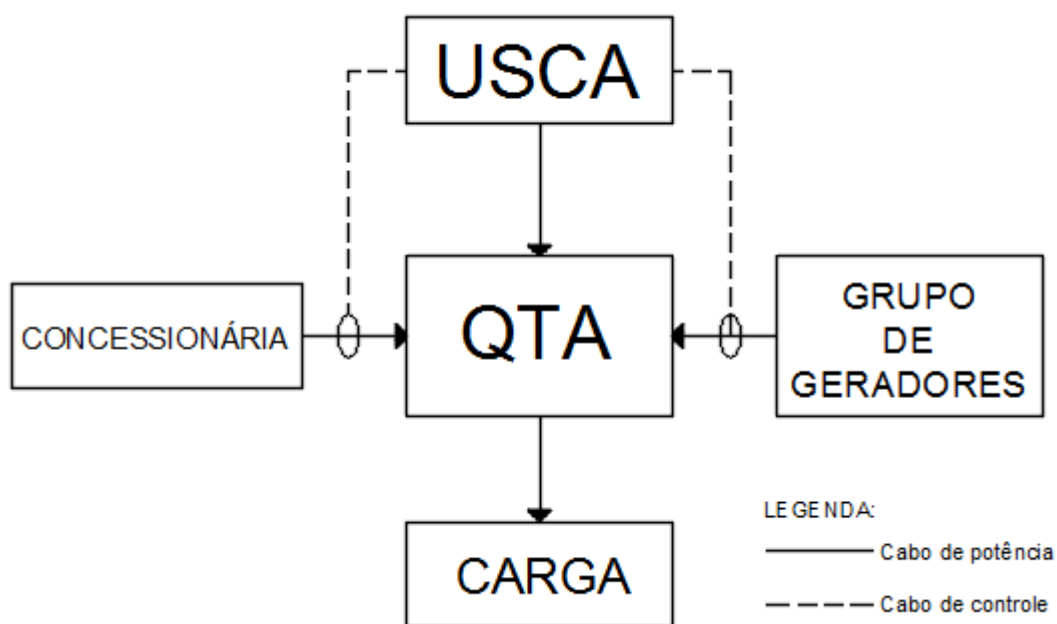 USCA
CONCESSIONÁRIA
QTA
GRUPO
DE
GERADORES
CARGA
LEGENDA:
Cabo de potência
Cabo de controle